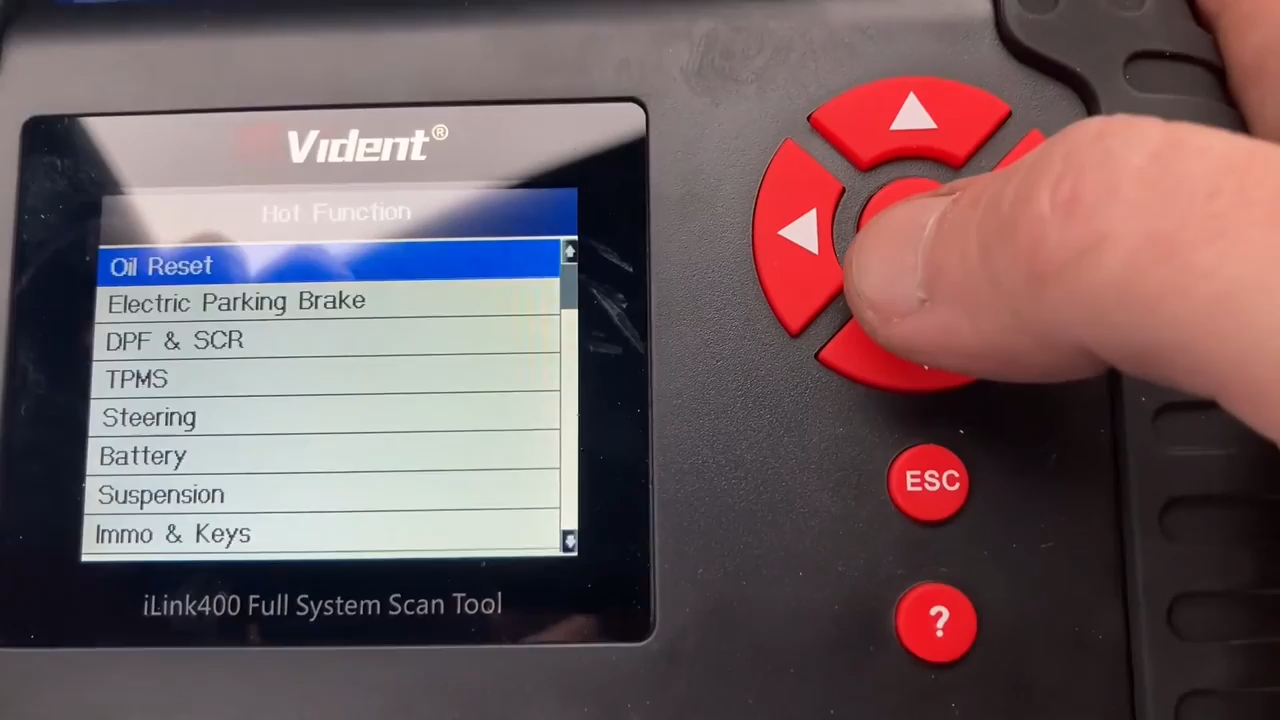 Vident®
Hot Function
Oil Reset
Electric Parking Brake
DPF & SCR
TPMS
Steering
Battery
Suspension
Immo & Keys
iLink400 Full System Scan Tool
ESC
?